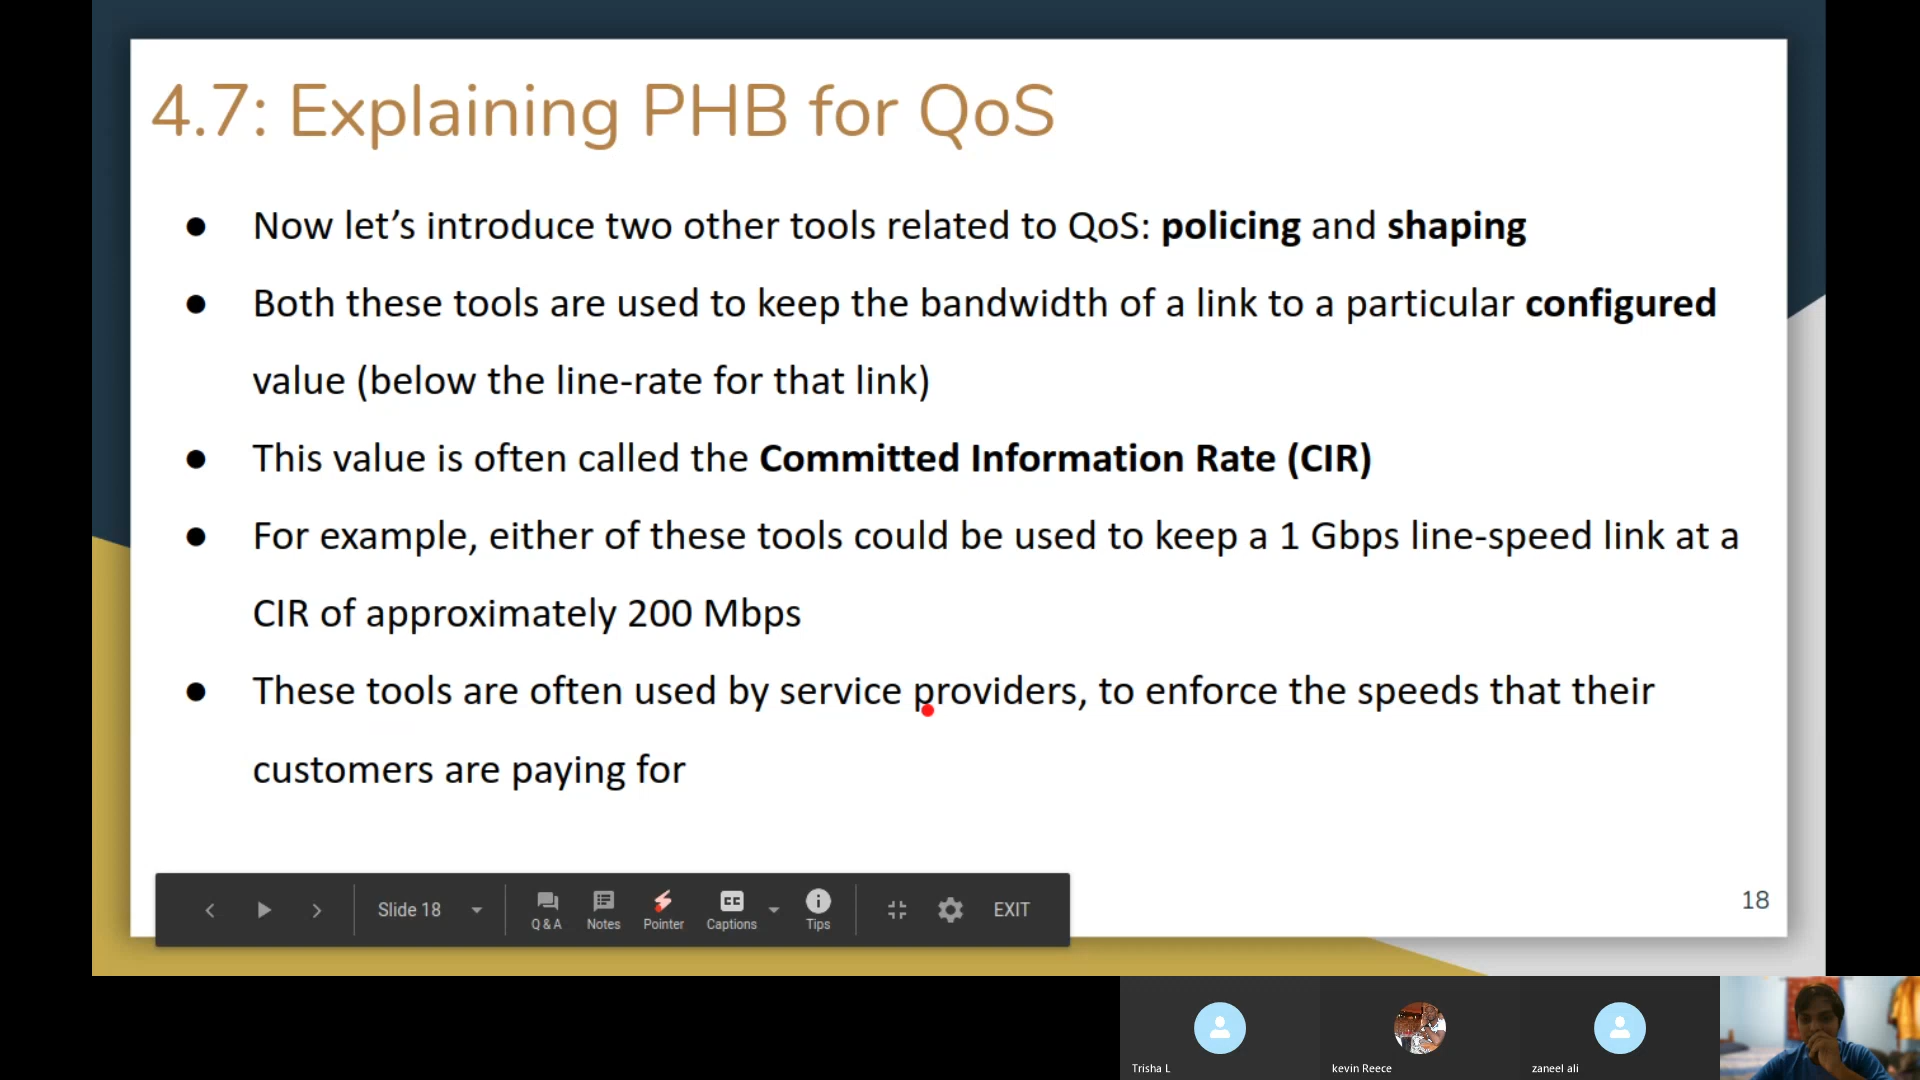 4.7: Explaining PHB for QoS
● Now let’s introduce two other tools related to QoS: policing and shaping
● Both these tools are used to keep the bandwidth of a link to a particular configured
value (below the line-rate for that link)
● This value is often called the Committed Information Rate (CIR)
● For example, either of these tools could be used to keep a 1 Gbps line-speed link at a
CIR of approximately 200 Mbps
● These tools are often used by service providers, to enforce the speeds that their
customers are paying for
18
Slide 18
Q & A
Notes
Pointer
CC
Captions
Tips
EXIT
Trisha L
kevin Reece
zaneel ali